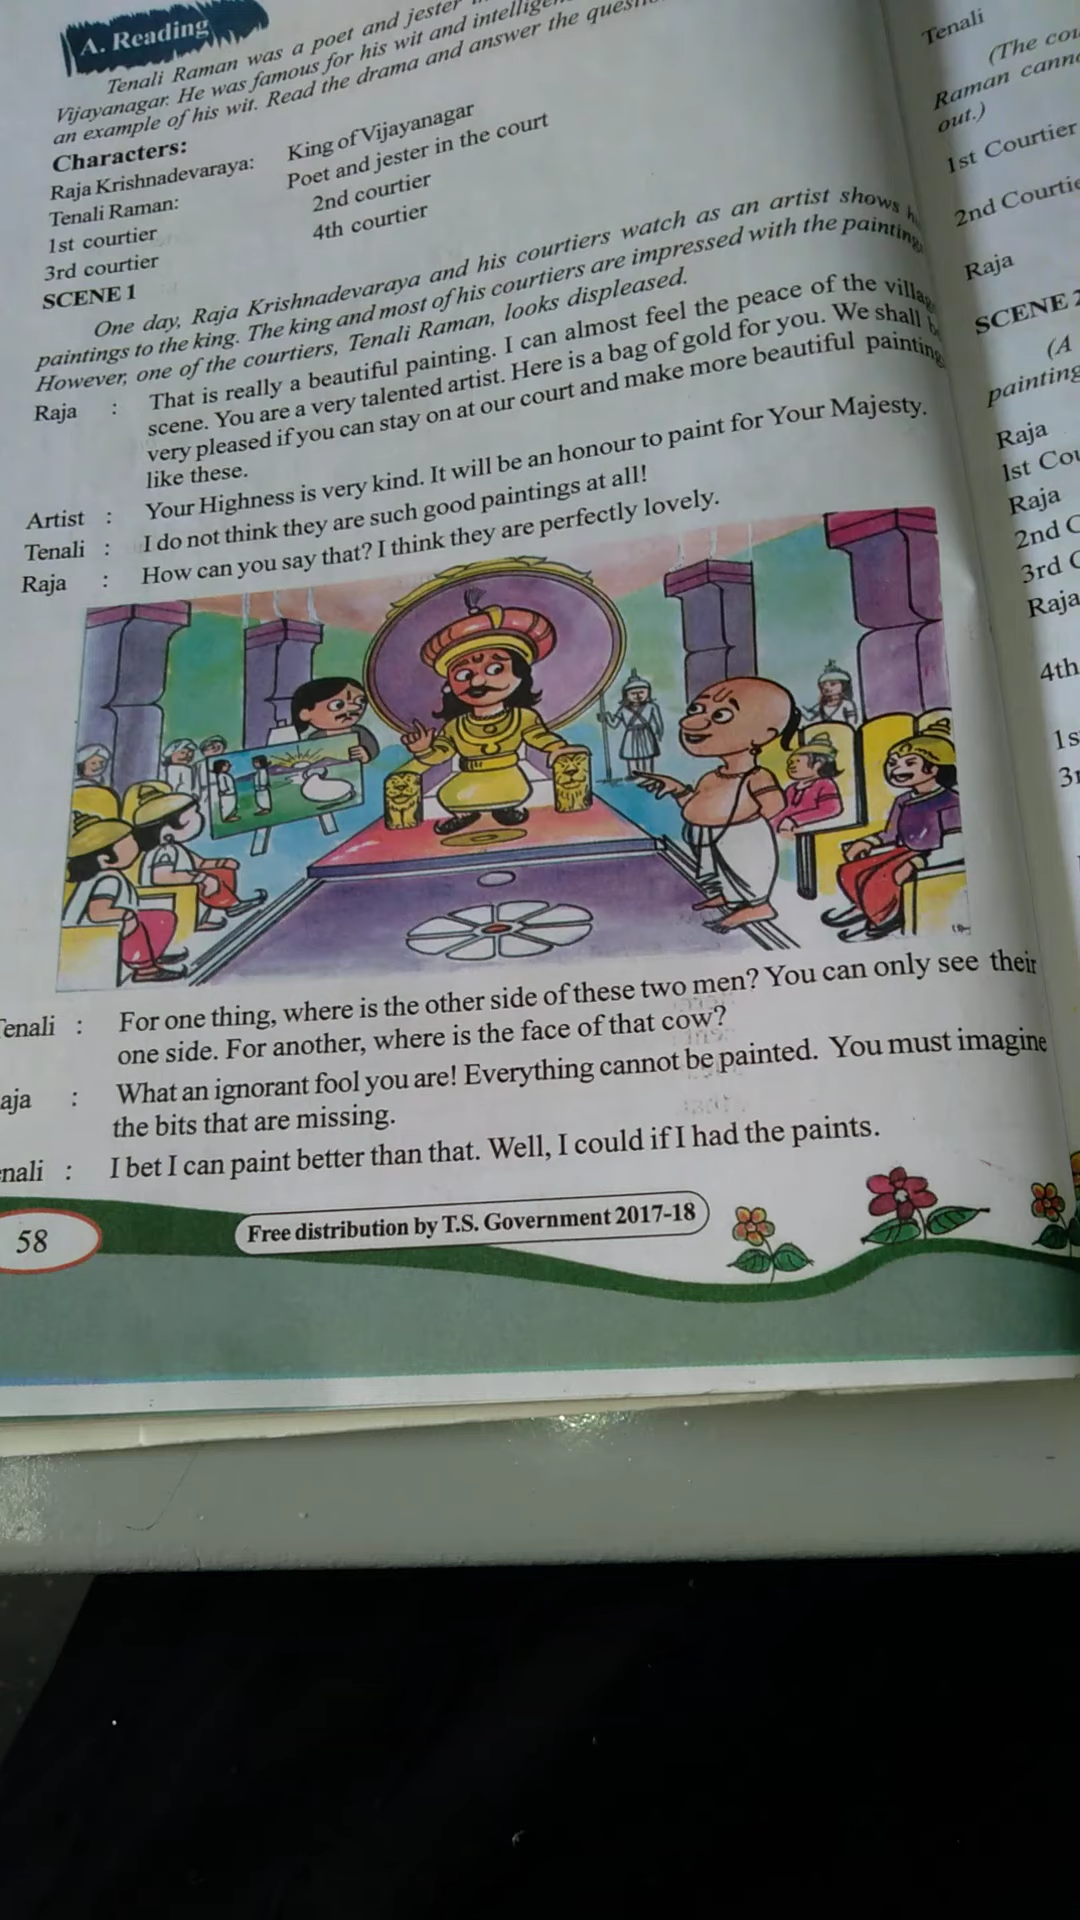 A. Reading
Tenali Raman was a poet and jester
Vijayanagar. He was famous for his wit and
an example of his wit. Read the drama and answer the
Characters:
Raja Krishnadevaraya: King of Vijayanagar
Tenali Raman: Poet and jester in the court
1st courtier 2nd courtier
3rd courtier 4th courtier
SCENE 1
One day, Raja Krishnadevaraya and his courtiers watch as an artist shows
paintings to the king. The king and most of his courtiers are impressed with the
However, one of the courtiers, Tenali Raman, looks displeased.
Raja : That is really a beautiful painting. I can almost feel the peace of the
scene. You are a very talented artist. Here is a bag of gold for you. We shall
very pleased if you can stay on at our court and make more beautiful
like these.
Artist : Your Highness is very kind. It will be an honour to paint for Your Majesty.
Tenali : I do not think they are such good paintings at all!
Raja : How can you say that? I think they are perfectly lovely.
enali : For one thing, where is the other side of these two men? You can only see their
one side. For another, where is the face of that cow?
aja : What an ignorant fool you are! Everything cannot be painted. You must imagine
the bits that are missing.
nali : I bet I can paint better than that. Well, I could if I had the paints.
58
Free distribution by T.S. Government 2017-18
Tenali
(The
Raman
out.)
1st Courtier
2nd
Raja
SCENE 2
(A
painting
Raja
1st
Raja
2nd
3rd
Raja
4th